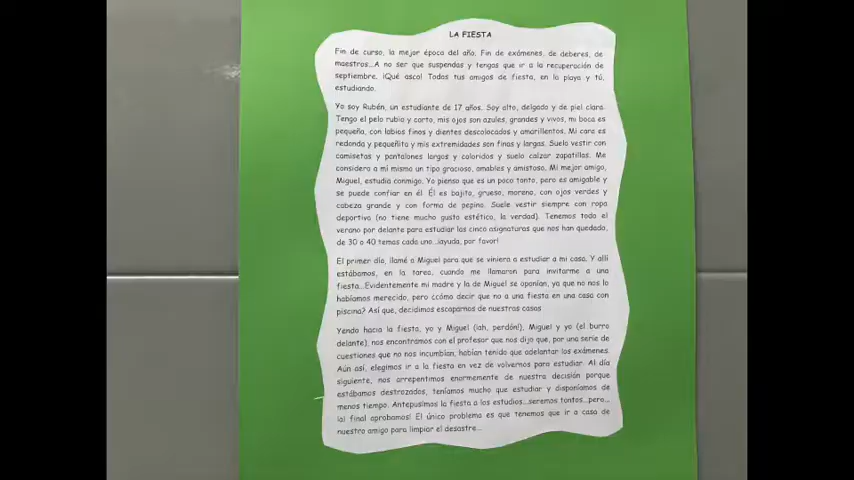 LA FIESTA
Fin de curso, la mejor época del año. Fin de exámenes, de deberes, de
maestros...A no ser que suspendas y tengas que ir a la recuperación de
septiembre. ¡Qué asco! Todos tus amigos de fiesta, en la playa y tú,
estudiando.
Yo soy Rubén, un estudiante de 17 años. Soy alto, delgado y de piel clara.
Tengo el pelo rubio y corto, mis ojos son azules, grandes y vivos, mi boca es
pequeña, con labios finos y dientes descolocados y amarillentos. Mi cara es
redonda y pequeñita y mis extremidades son finas y largas. Suelo vestir con
camisetas y pantalones largos y coloridos y suelo calzar zapatillas. Me
considero a mí mismo un tipo gracioso, amables y amistoso. Mi mejor amigo,
Miguel, estudia conmigo. Yo pienso que es un poco tonto, pero es amigable y
se puede confiar en él. Él es bajito, grueso, moreno, con ojos verdes y
cabeza grande y con forma de pepino. Suele vestir siempre con ropa
deportiva (no tiene mucho gusto estético, la verdad). Tenemos todo el
verano por delante para estudiar las cinco asignaturas que nos han quedado,
de 30 o 40 temas cada uno...¡ayuda, por favor!
El primer día, llamé a Miguel para que se viniera a estudiar a mi casa. Y allí
estábamos, en la tarea, cuando me llamaron para invitarme a una
fiesta...Evidentemente mi madre y la de Miguel se oponían, ya que no nos lo
habíamos merecido, pero ¿cómo decir que no a una fiesta en una casa con
piscina? Así que, decidimos escaparnos de nuestras casas
Yendo hacia la fiesta, yo y Miguel (¡ah, perdón!), Miguel y yo (el burro
delante), nos encontramos con el profesor que nos dijo que, por una serie de
cuestiones que no nos incumbían, habían tenido que adelantar los exámenes.
Aún así, elegimos ir a la fiesta en vez de volvernos para estudiar. Al día
siguiente, nos arrepentimos enormemente de nuestra decisión porque
estábamos destrozados, teníamos mucho que estudiar y disponíamos de
menos tiempo. Antepusimos la fiesta a los estudios...seremos tontos...pero...
¡al final aprobamos! El único problema es que tenemos que ir a casa de
nuestro amigo para limpiar el desastre...